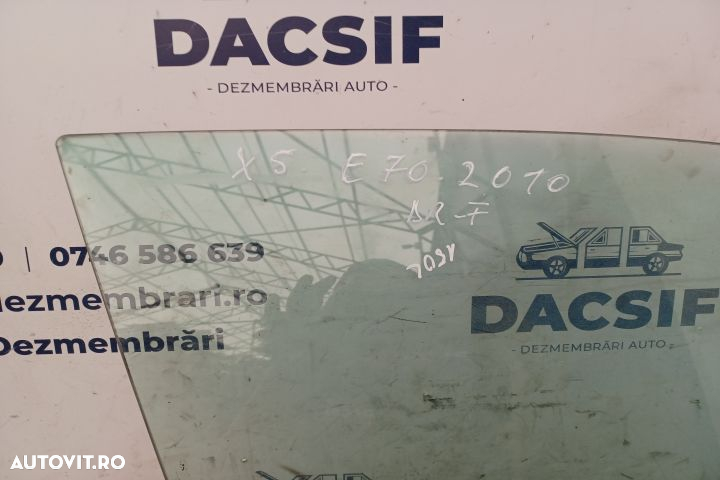 DACSIF
- DEZMEMBRĂRI AUTO -
X5 E70 - 2010
DR-F
| 0746 586 639
dezmembrari.ro
Dezmembrări
DACSIF
- DEZMEMBRĂRI AUTO -
AUTOVIT.RO